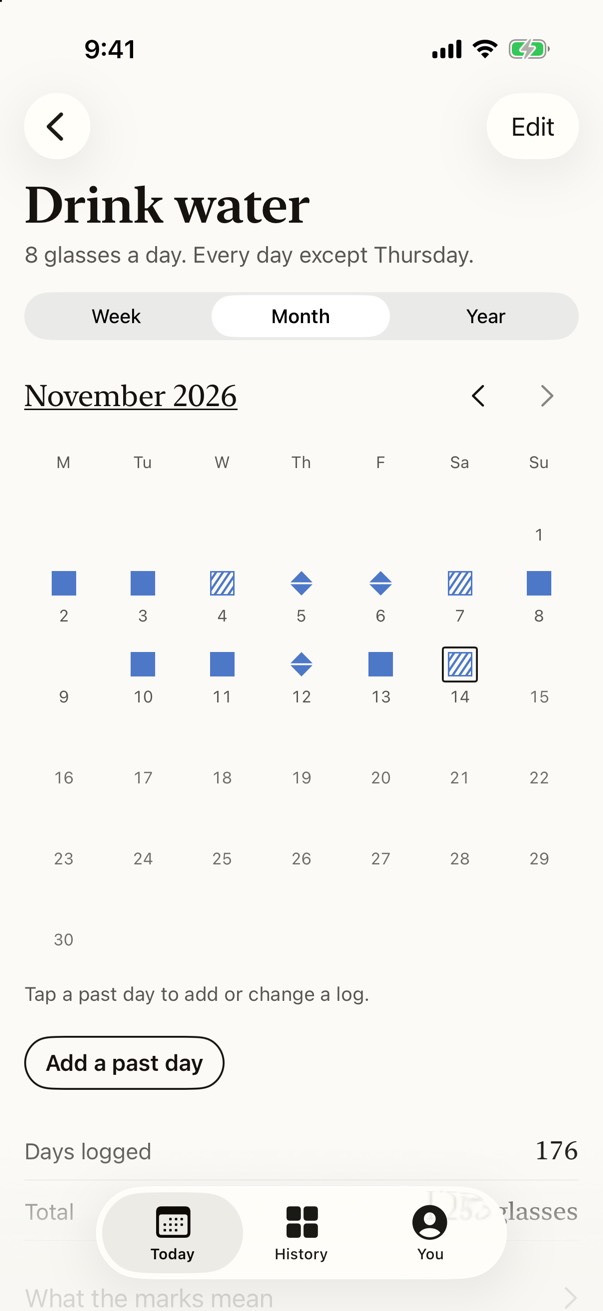 9:41
Edit
Drink water
8 glasses a day. Every day except Thursday.
Week Month Year
November 2026
M Tu W Th F Sa Su
1
2 3 4 5 6 7 8
9 10 11 12 13 14 15
16 17 18 19 20 21 22
23 24 25 26 27 28 29
30
Tap a past day to add or change a log.
Add a past day
Days logged 176
Total glasses
Today History You
What the marks mean